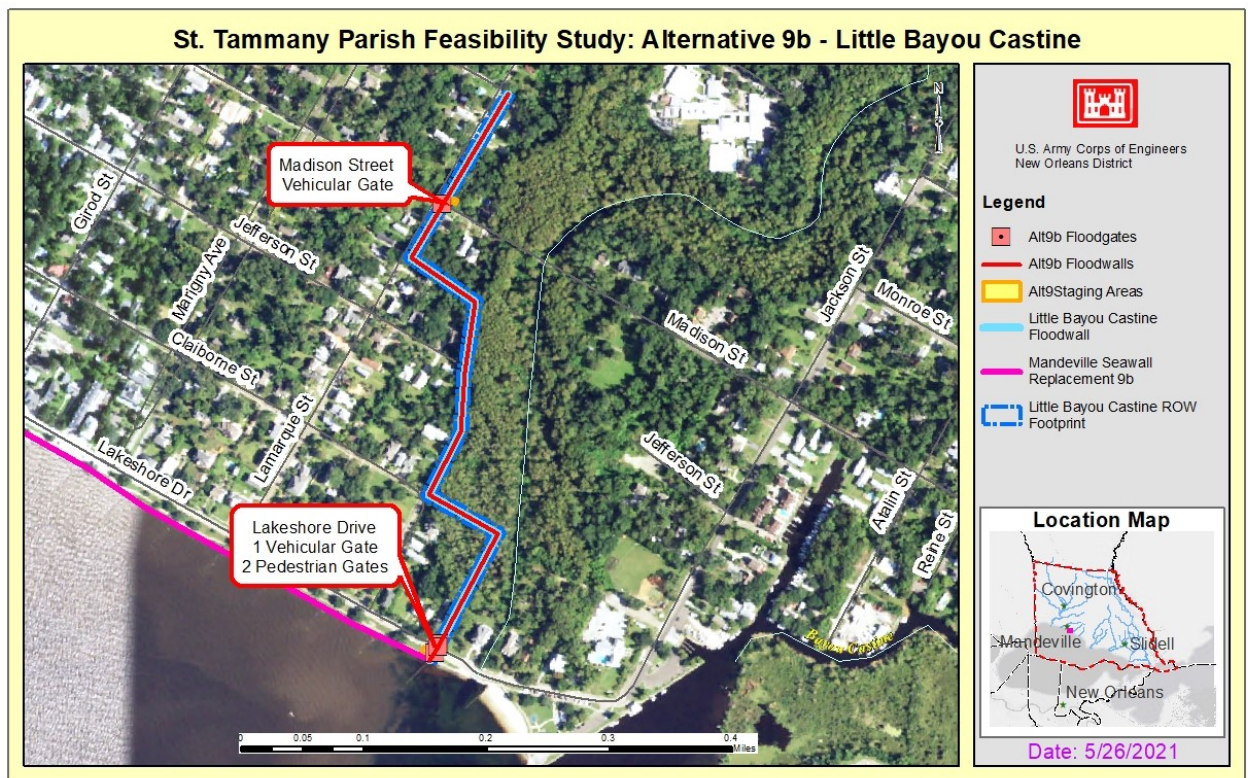 St. Tammany Parish Feasibility Study: Alternative 9b - Little Bayou Castine
N
Madison Street
Vehicular Gate
Girod St
Jefferson St
Marigny Ave
Claiborne St
Lamarque St
Lakeshore Dr
Jackson St
Monroe St
Madison St
Jefferson St
Atalin St
Reine St
Bayou Castine
Lakeshore Drive
1 Vehicular Gate
2 Pedestrian Gates
0 0.05 0.1 0.2 0.3 0.4
Miles
U.S. Army Corps of Engineers
New Orleans District
Legend
Alt9b Floodgates
Alt9b Floodwalls
Alt9Staging Areas
Little Bayou Castine
Floodwall
Mandeville Seawall
Replacement 9b
Little Bayou Castine ROW
Footprint
Location Map
Covington
Mandeville
Slidell
New Orleans
Date: 5/26/2021